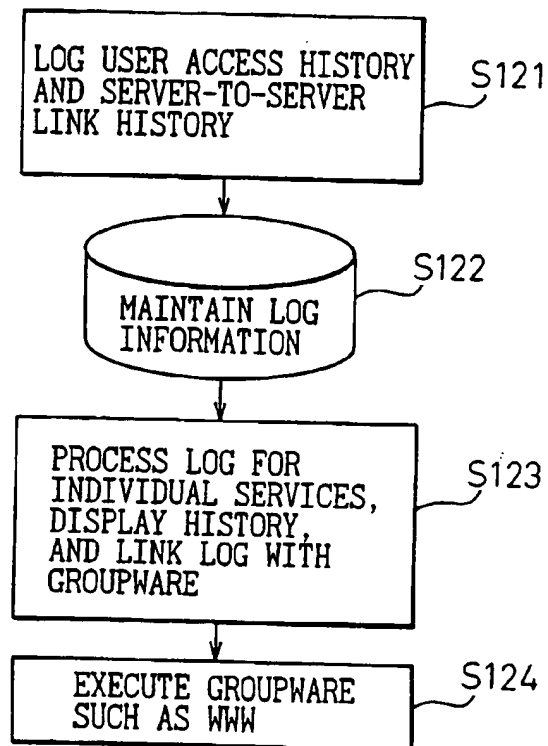 LOG USER ACCESS HISTORY
AND SERVER-TO-SERVER
LINK HISTORY
S121
MAINTAIN LOG
INFORMATION
S122
PROCESS LOG FOR
INDIVIDUAL SERVICES,
DISPLAY HISTORY,
AND LINK LOG WITH
GROUPWARE
S123
EXECUTE GROUPWARE
SUCH AS WWW
S124